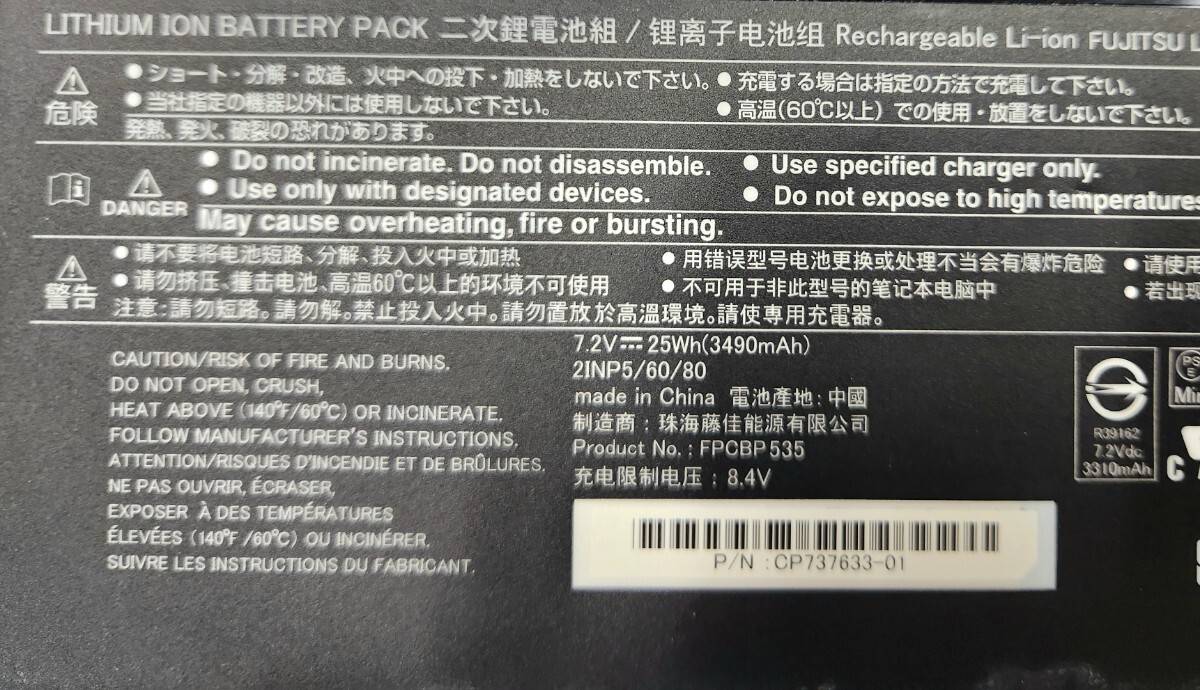 LITHIUM ION BATTERY PACK 二次鋰電池組 / 锂离子电池组 Rechargeable Li-ion FUJITSU
危険
● ショート・分解・改造、火中への投下・加熱をしないで下さい。 ● 充電する場合は指定の方法で充電して下さい。
● 当社指定の機器以外には使用しないで下さい。 ● 高温(60℃以上) での使用・放置をしないで下さい。
発熱、発火、破裂の恐れがあります。
DANGER
● Do not incinerate. Do not disassemble. ● Use specified charger only.
● Use only with designated devices. ● Do not expose to high temperatures
May cause overheating, fire or bursting.
警告
● 请不要将电池短路、分解、投入火中或加热 ● 用错误型号电池更换或处理不当会有爆炸危险 ● 请使用
● 请勿挤压、撞击电池、高温60℃以上的环境不可使用 ● 不可用于非此型号的笔记本电脑中 ● 若出现
注意:請勿短路。請勿解。禁止投入火中。請勿置放於高溫環境。請使専用充電器。
CAUTION/RISK OF FIRE AND BURNS.
DO NOT OPEN, CRUSH,
HEAT ABOVE (140℉/60℃) OR INCINERATE.
FOLLOW MANUFACTURER'S INSTRUCTIONS.
ATTENTION/RISQUES D'INCENDIE ET DE BRÛLURES.
NE PAS OUVRIR, ÉCRASER,
EXPOSER À DES TEMPÉRATURES
ÉLEVÉES (140℉ /60℃) OU INCINÉRER.
SUIVRE LES INSTRUCTIONS DU FABRICANT.
7.2V⎓ 25Wh(3490mAh)
2INP5/60/80
made in China 電池產地: 中國
制造商 : 珠海藤佳能源有限公司
Product No. : FPCBP535
充电限制电压 : 8.4V
P/N : CP737633-01
R39162
7.2Vdc
3310mAh
PS
E
C